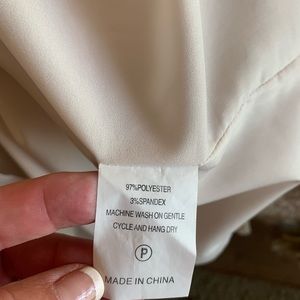 97%POLYESTER
3%SPANDEX
MACHINE WASH ON GENTLE
CYCLE AND HANG DRY
P
MADE IN CHINA